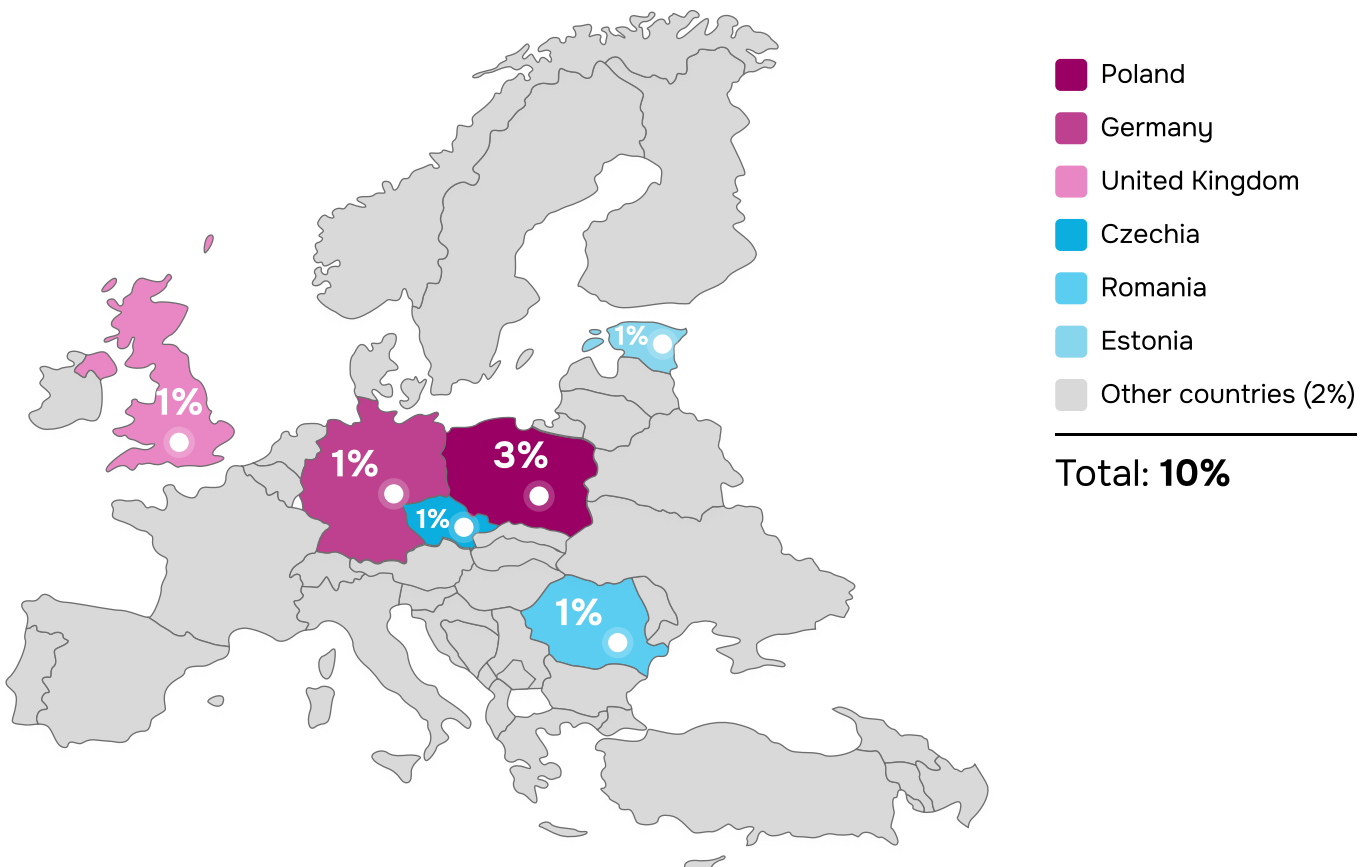 Poland
Germany
United Kingdom
Czechia
Romania
Estonia
Other countries (2%)
Total: 10%
1%
1%
1%
3%
1%
1%